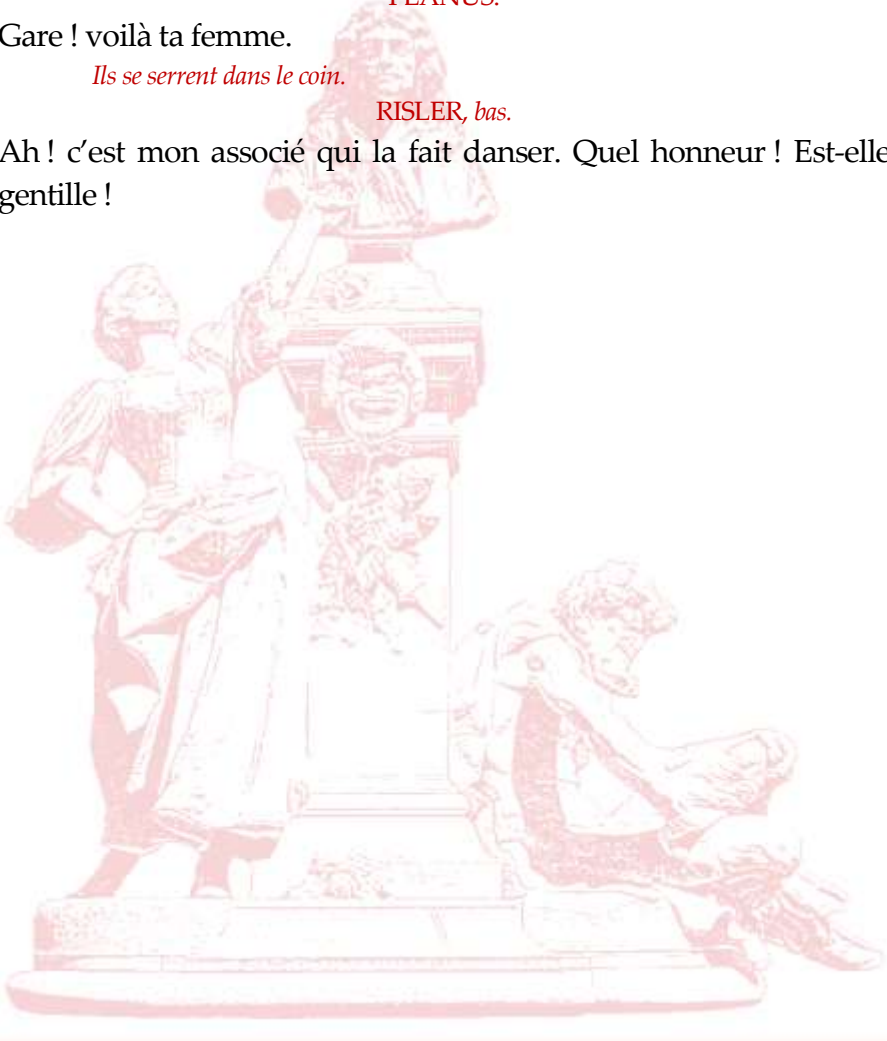 PLANUS.
Gare ! voilà ta femme.
Ils se serrent dans le coin.
RISLER, bas.
Ah ! c’est mon associé qui la fait danser. Quel honneur ! Est-elle
gentille !